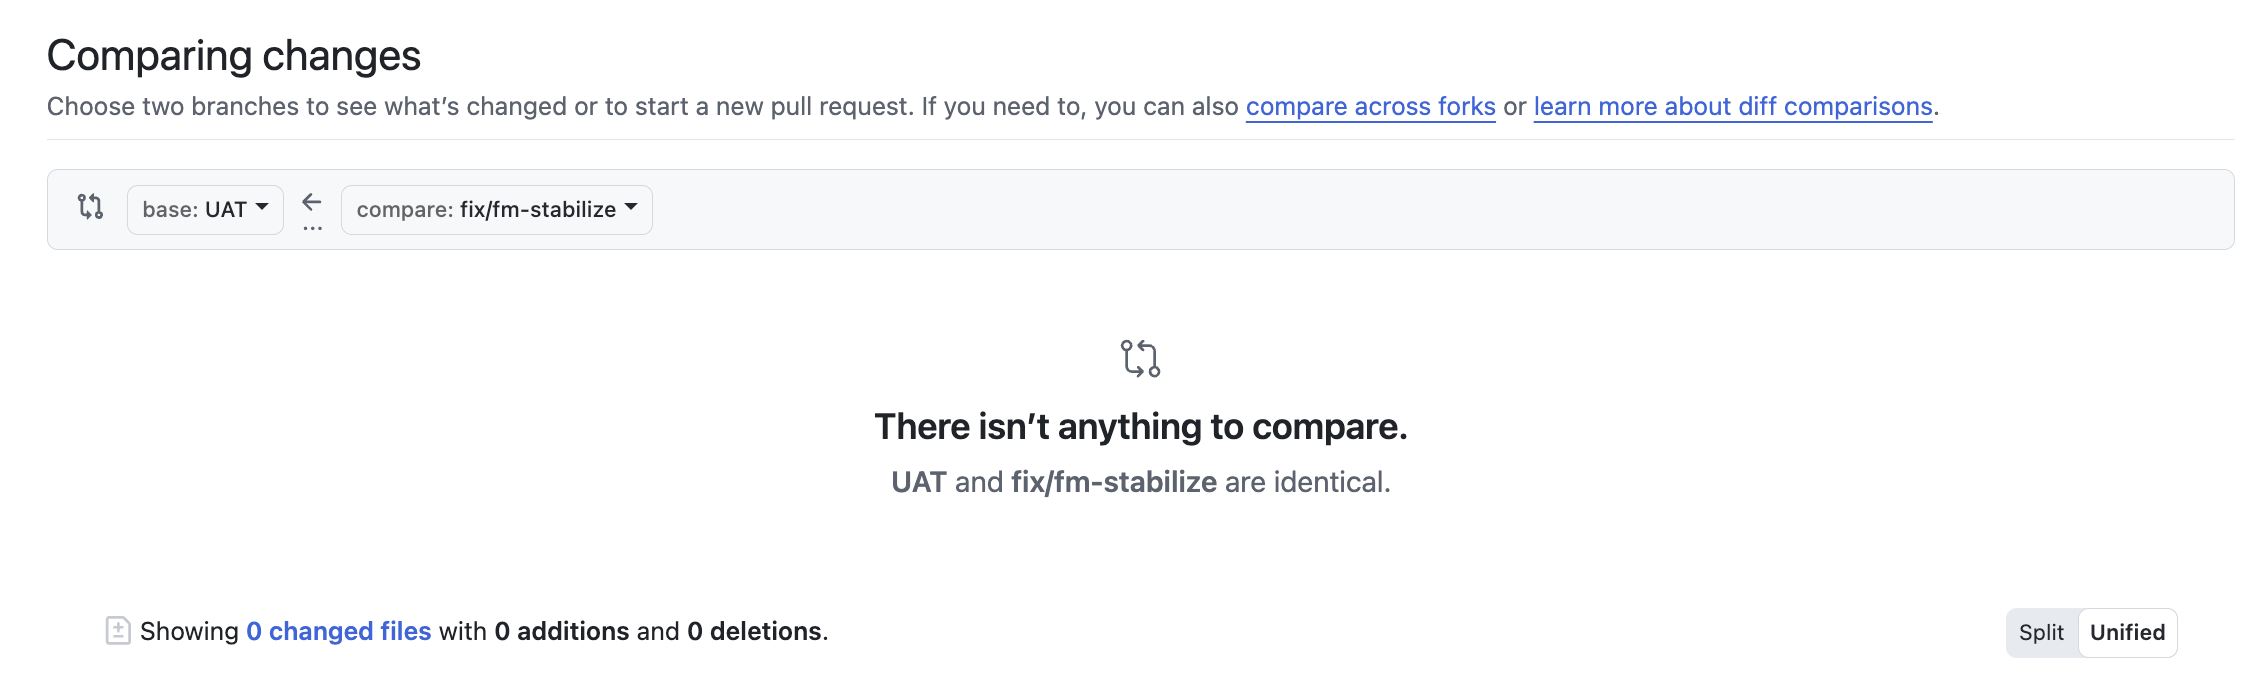 Comparing changes
Choose two branches to see what’s changed or to start a new pull request. If you need to, you can also compare across forks or learn more about diff comparisons.
base: UAT ... compare: fix/fm-stabilize
There isn’t anything to compare.
UAT and fix/fm-stabilize are identical.
Showing 0 changed files with 0 additions and 0 deletions. Split Unified